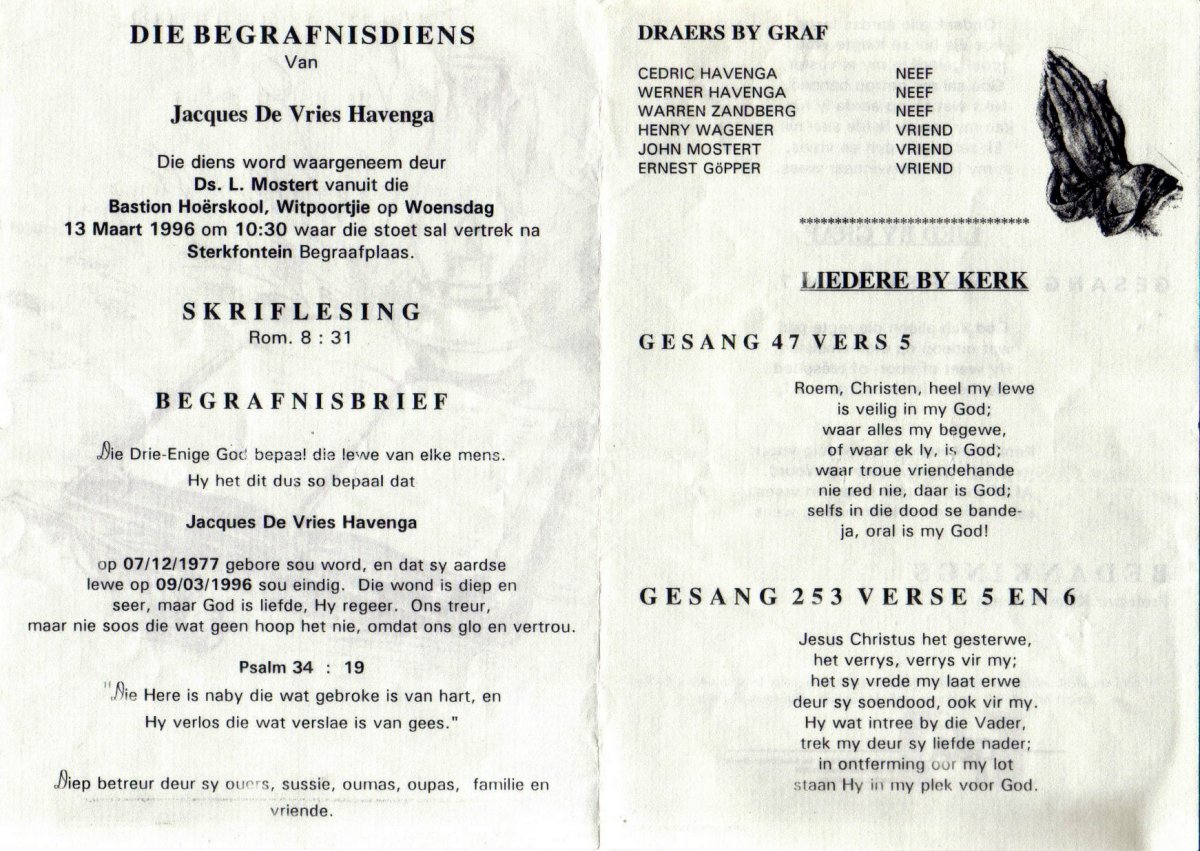 DIE BEGRAFNISDIENS
Van
Jacques De Vries Havenga
Die diens word waargeneem deur
Ds. L. Mostert vanuit die
Bastion Hoërskool, Witpoortjie op Woensdag
13 Maart 1996 om 10:30 waar die stoet sal vertrek na
Sterkfontein Begraafplaas.
SKRIFLESING
Rom. 8 : 31
BEGRAFNISBRIEF
Die Drie-Enige God bepaal die lewe van elke mens.
Hy het dit dus so bepaal dat
Jacques De Vries Havenga
op 07/12/1977 gebore sou word, en dat sy aardse
lewe op 09/03/1996 sou eindig. Die wond is diep en
seer, maar God is liefde, Hy regeer. Ons treur,
maar nie soos die wat geen hoop het nie, omdat ons glo en vertrou.
Psalm 34 : 19
"Die Here is naby die wat gebroke is van hart, en
Hy verlos die wat verslae is van gees."
Diep betreur deur sy ouers, sussie, oumas, oupas, familie en
vriende.
DRAERS BY GRAF
CEDRIC HAVENGA NEEF
WERNER HAVENGA NEEF
WARREN ZANDBERG NEEF
HENRY WAGENER VRIEND
JOHN MOSTERT VRIEND
ERNEST GöPPER VRIEND
*********************************
LIEDERE BY KERK
GESANG 47 VERS 5
Roem, Christen, heel my lewe
is veilig in my God;
waar alles my begewe,
of waar ek ly, is God;
waar troue vriendehande
nie red nie, daar is God;
selfs in die dood se bande-
ja, oral is my God!
GESANG 253 VERSE 5 EN 6
Jesus Christus het gesterwe,
het verrys, verrys vir my;
het sy vrede my laat erwe
deur sy soendood, ook vir my.
Hy wat intree by die Vader,
trek my deur sy liefde nader;
in ontferming oor my lot
staan Hy in my plek voor God.